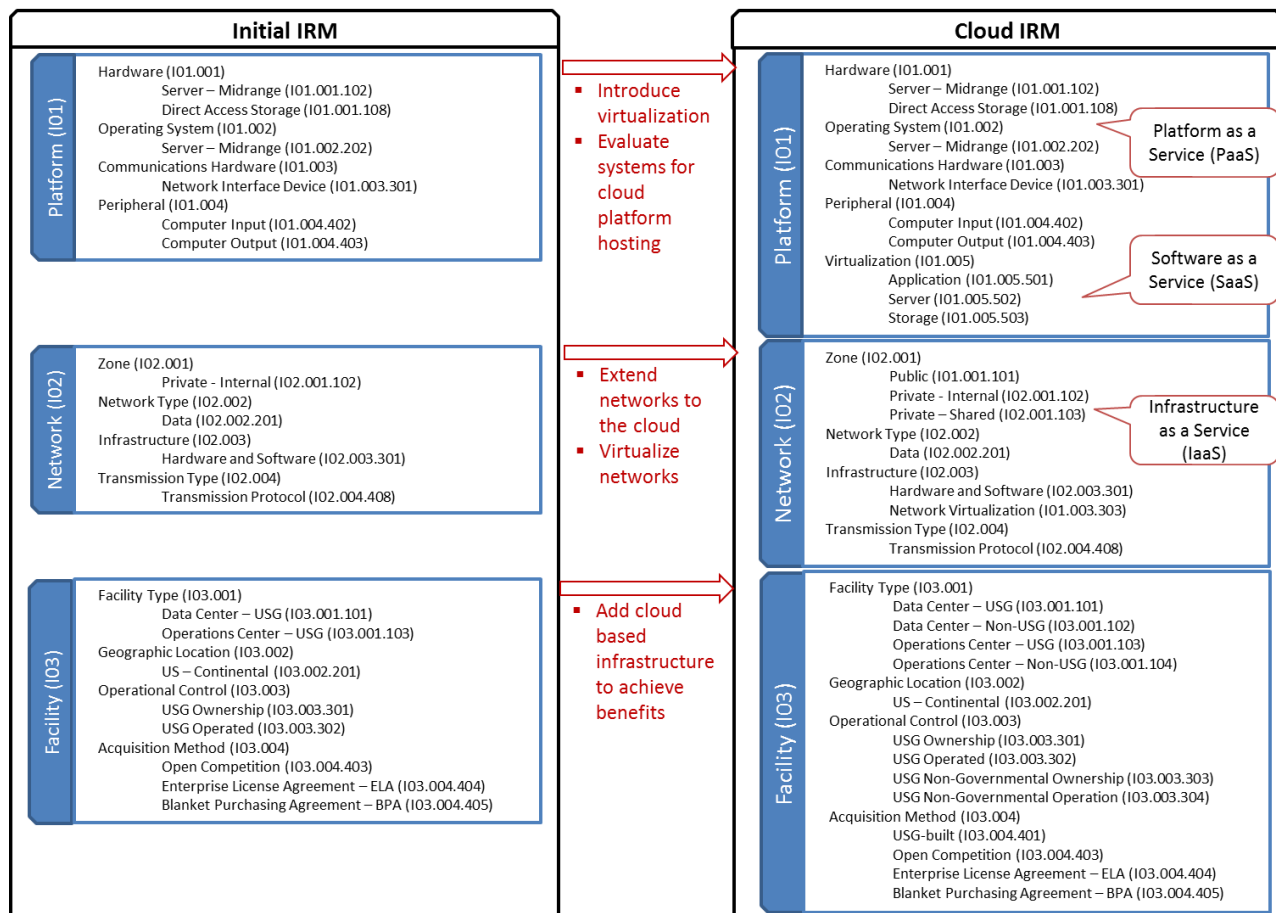 Initial IRM
Platform (I01)
Hardware (I01.001)
Server – Midrange (I01.001.102)
Direct Access Storage (I01.001.108)
Operating System (I01.002)
Server – Midrange (I01.002.202)
Communications Hardware (I01.003)
Network Interface Device (I01.003.301)
Peripheral (I01.004)
Computer Input (I01.004.402)
Computer Output (I01.004.403)
Network (I02)
Zone (I02.001)
Private - Internal (I02.001.102)
Network Type (I02.002)
Data (I02.002.201)
Infrastructure (I02.003)
Hardware and Software (I02.003.301)
Transmission Type (I02.004)
Transmission Protocol (I02.004.408)
Facility (I03)
Facility Type (I03.001)
Data Center – USG (I03.001.101)
Operations Center – USG (I03.001.103)
Geographic Location (I03.002)
US – Continental (I03.002.201)
Operational Control (I03.003)
USG Ownership (I03.003.301)
USG Operated (I03.003.302)
Acquisition Method (I03.004)
Open Competition (I03.004.403)
Enterprise License Agreement – ELA (I03.004.404)
Blanket Purchasing Agreement – BPA (I03.004.405)
▪ Introduce
virtualization
▪ Evaluate
systems for
cloud
platform
hosting
▪ Extend
networks to
the cloud
▪ Virtualize
networks
▪ Add cloud
based
infrastructure
to achieve
benefits
Cloud IRM
Platform (I01)
Hardware (I01.001)
Server – Midrange (I01.001.102)
Direct Access Storage (I01.001.108)
Operating System (I01.002)
Server – Midrange (I01.002.202)
Communications Hardware (I01.003)
Network Interface Device (I01.003.301)
Peripheral (I01.004)
Computer Input (I01.004.402)
Computer Output (I01.004.403)
Virtualization (I01.005)
Application (I01.005.501)
Server (I01.005.502)
Storage (I01.005.503)
Platform as a
Service (PaaS)
Software as a
Service (SaaS)
Network (I02)
Zone (I02.001)
Public (I01.001.101)
Private - Internal (I02.001.102)
Private – Shared (I02.001.103)
Network Type (I02.002)
Data (I02.002.201)
Infrastructure (I02.003)
Hardware and Software (I02.003.301)
Network Virtualization (I01.003.303)
Transmission Type (I02.004)
Transmission Protocol (I02.004.408)
Infrastructure
as a Service
(IaaS)
Facility (I03)
Facility Type (I03.001)
Data Center – USG (I03.001.101)
Data Center – Non-USG (I03.001.102)
Operations Center – USG (I03.001.103)
Operations Center – Non-USG (I03.001.104)
Geographic Location (I03.002)
US – Continental (I03.002.201)
Operational Control (I03.003)
USG Ownership (I03.003.301)
USG Operated (I03.003.302)
USG Non-Governmental Ownership (I03.003.303)
USG Non-Governmental Operation (I03.003.304)
Acquisition Method (I03.004)
USG-built (I03.004.401)
Open Competition (I03.004.403)
Enterprise License Agreement – ELA (I03.004.404)
Blanket Purchasing Agreement – BPA (I03.004.405)